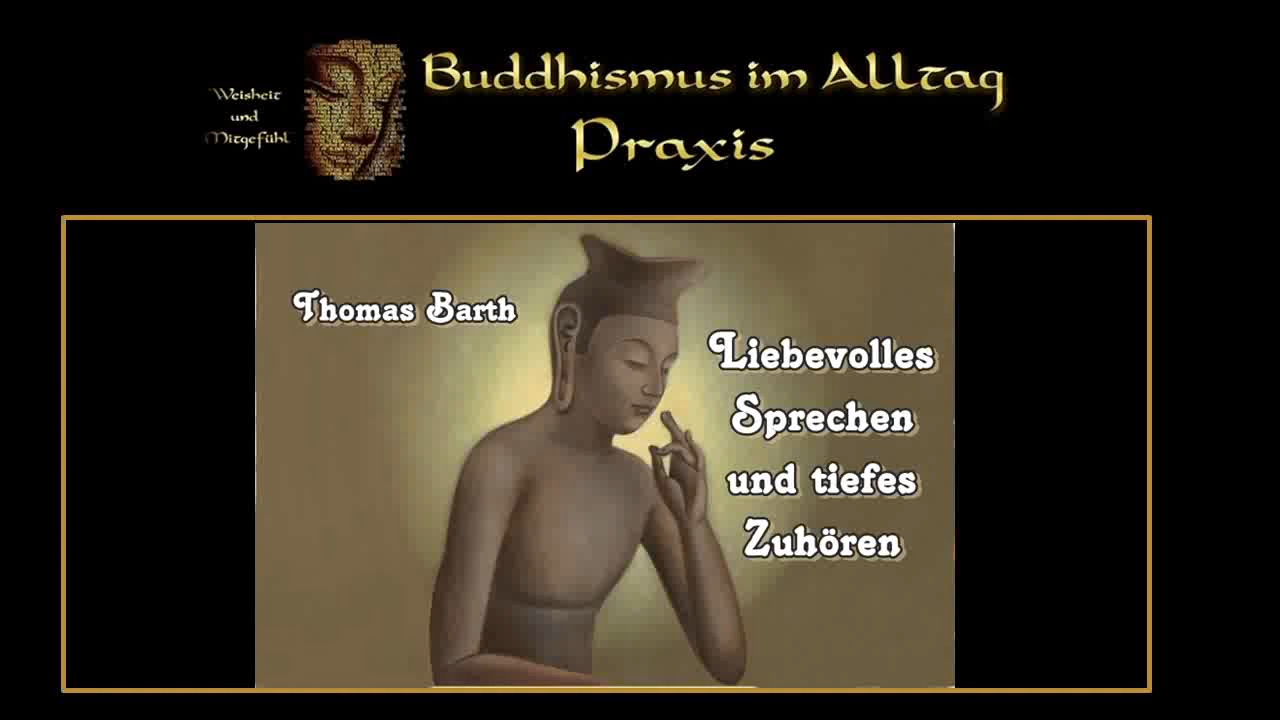 Buddhismus im Alltag
Praxis
Weisheit
und
Mitgefühl
Thomas Barth
Liebevolles
Sprechen
und tiefes
Zuhören